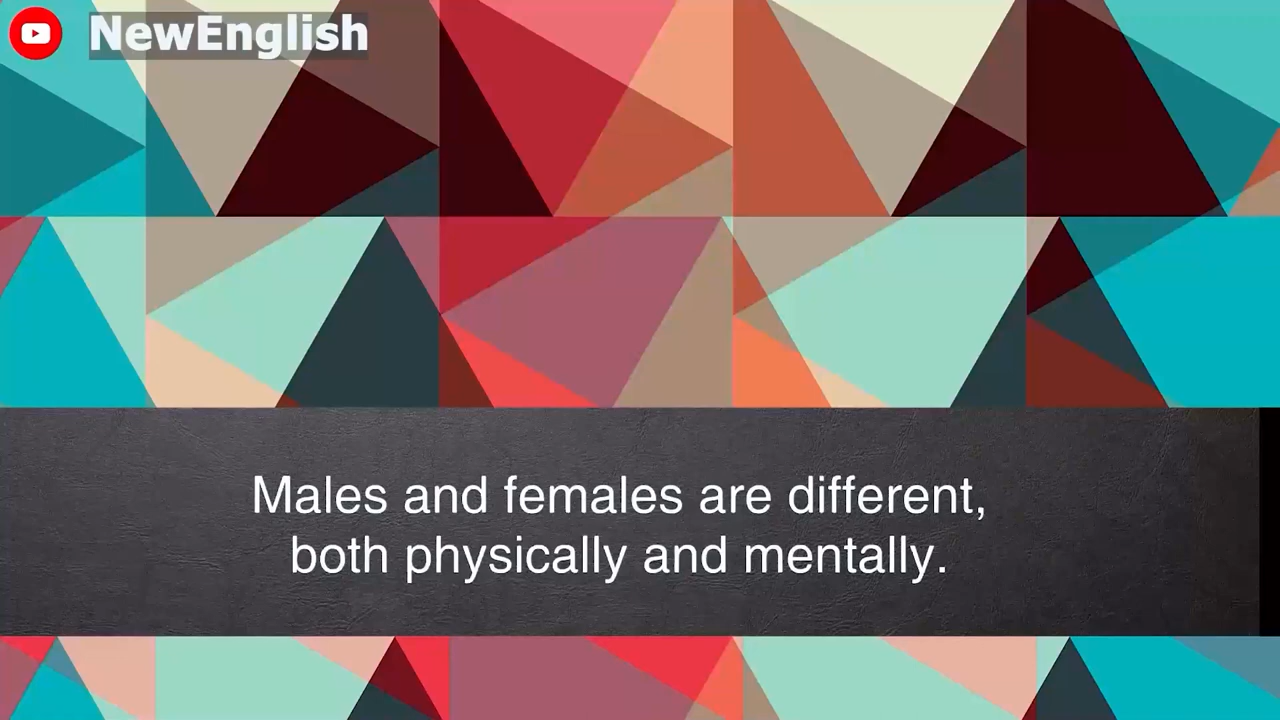 NewEnglish
Males and females are different,
both physically and mentally.